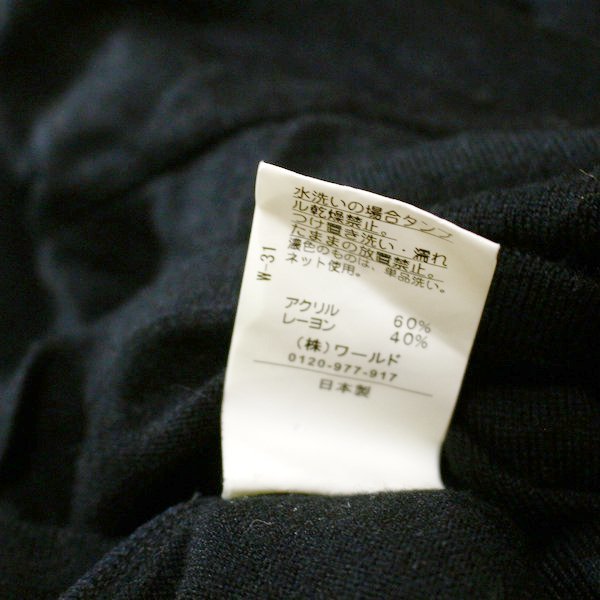 水洗いの場合タンブ
ル乾燥禁止。
つけ置き洗い・濡れ
たままの放置禁止。
濃色のものは、単品洗い。
ネット使用。
W-31
アクリル 60%
レーヨン 40%
(株)ワールド
0120-977-917
日本製